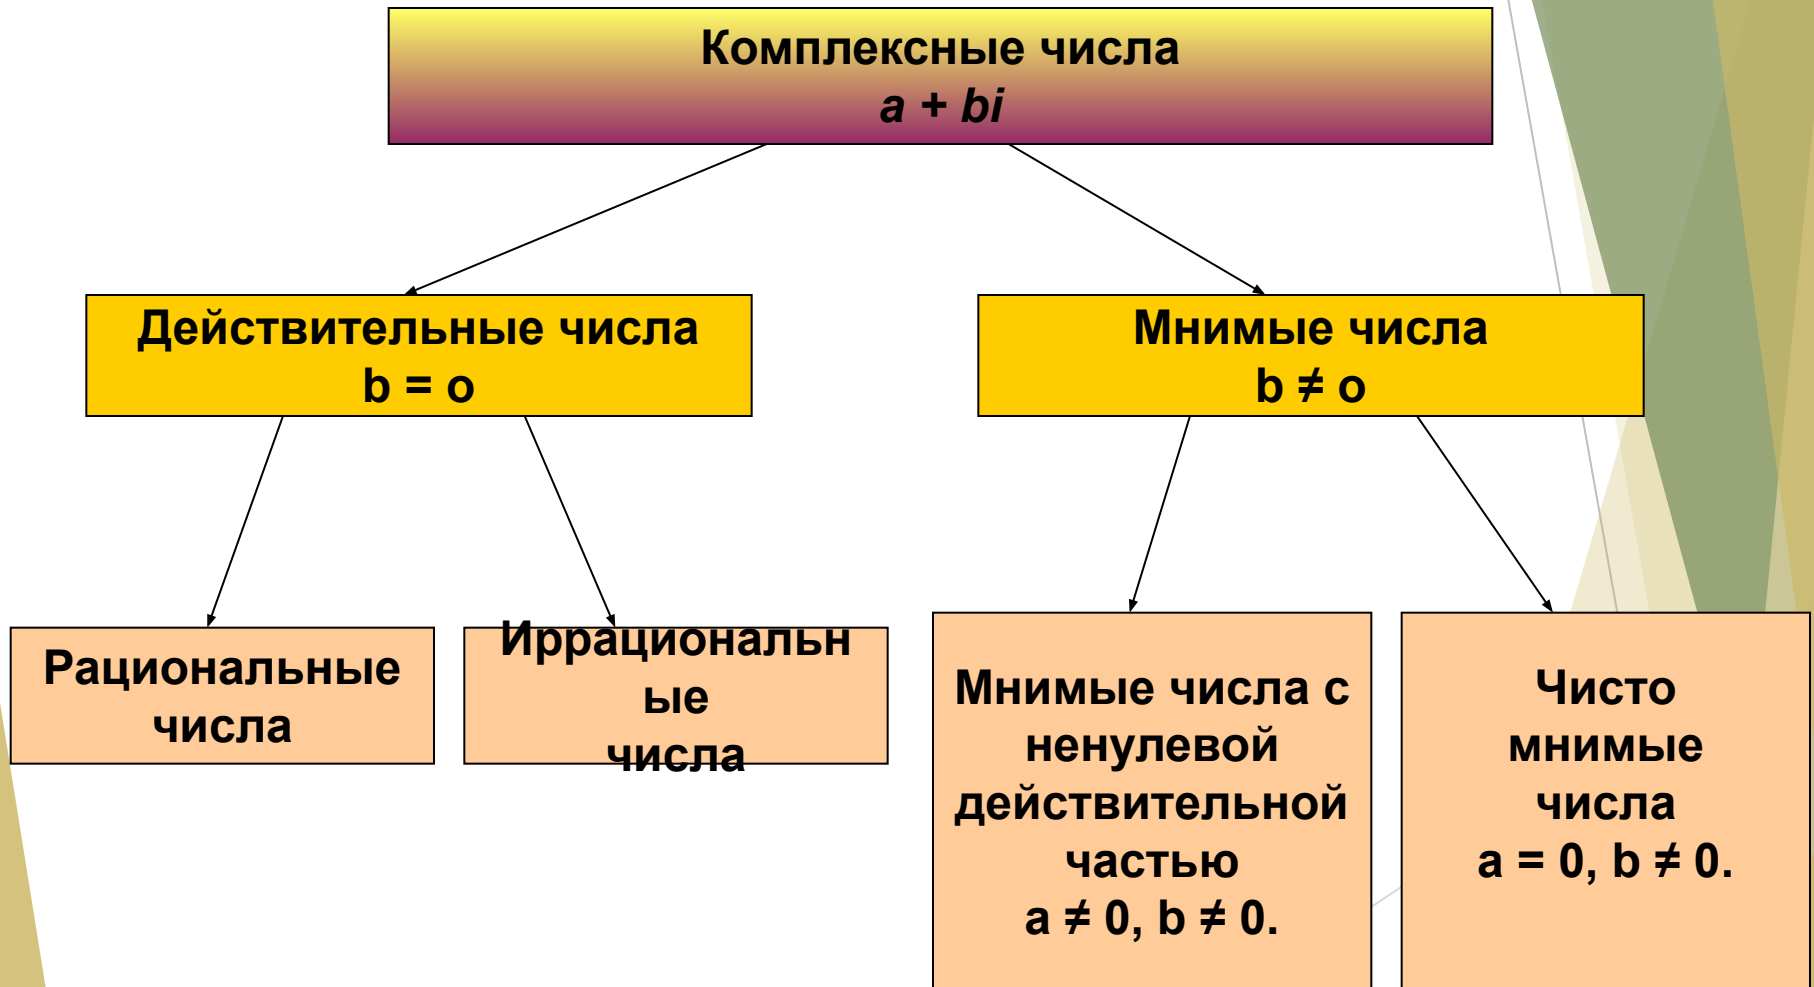 Комплексные числа
a + bi
Действительные числа
b = o
Мнимые числа
b ≠ o
Рациональные
числа
Иррациональн
ые
числа
Мнимые числа с
ненулевой
действительной
частью
a ≠ 0, b ≠ 0.
Чисто
мнимые
числа
a = 0, b ≠ 0.